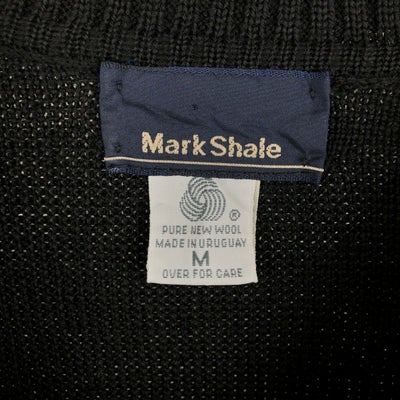 Mark Shale
®
PURE NEW WOOL
MADE IN URUGUAY
M
OVER FOR CARE